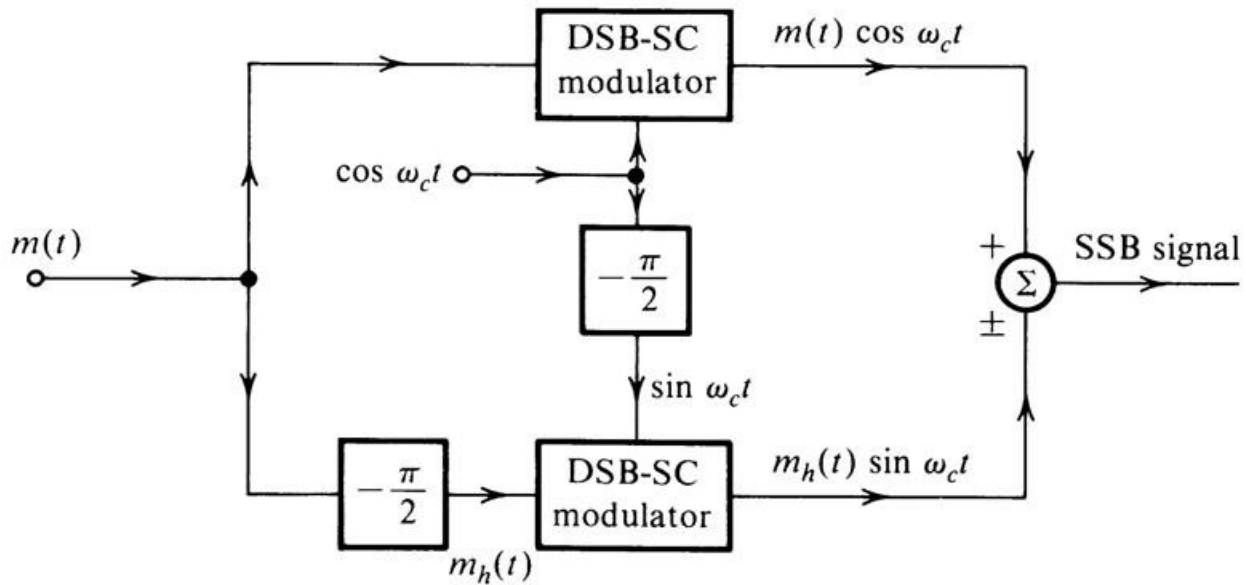 DSB-SC
modulator
m(t) cos ω_c t
cos ω_c t
m(t)
− π/2
+
SSB signal
Σ
±
sin ω_c t
− π/2
DSB-SC
modulator
m_h(t) sin ω_c t
m_h(t)